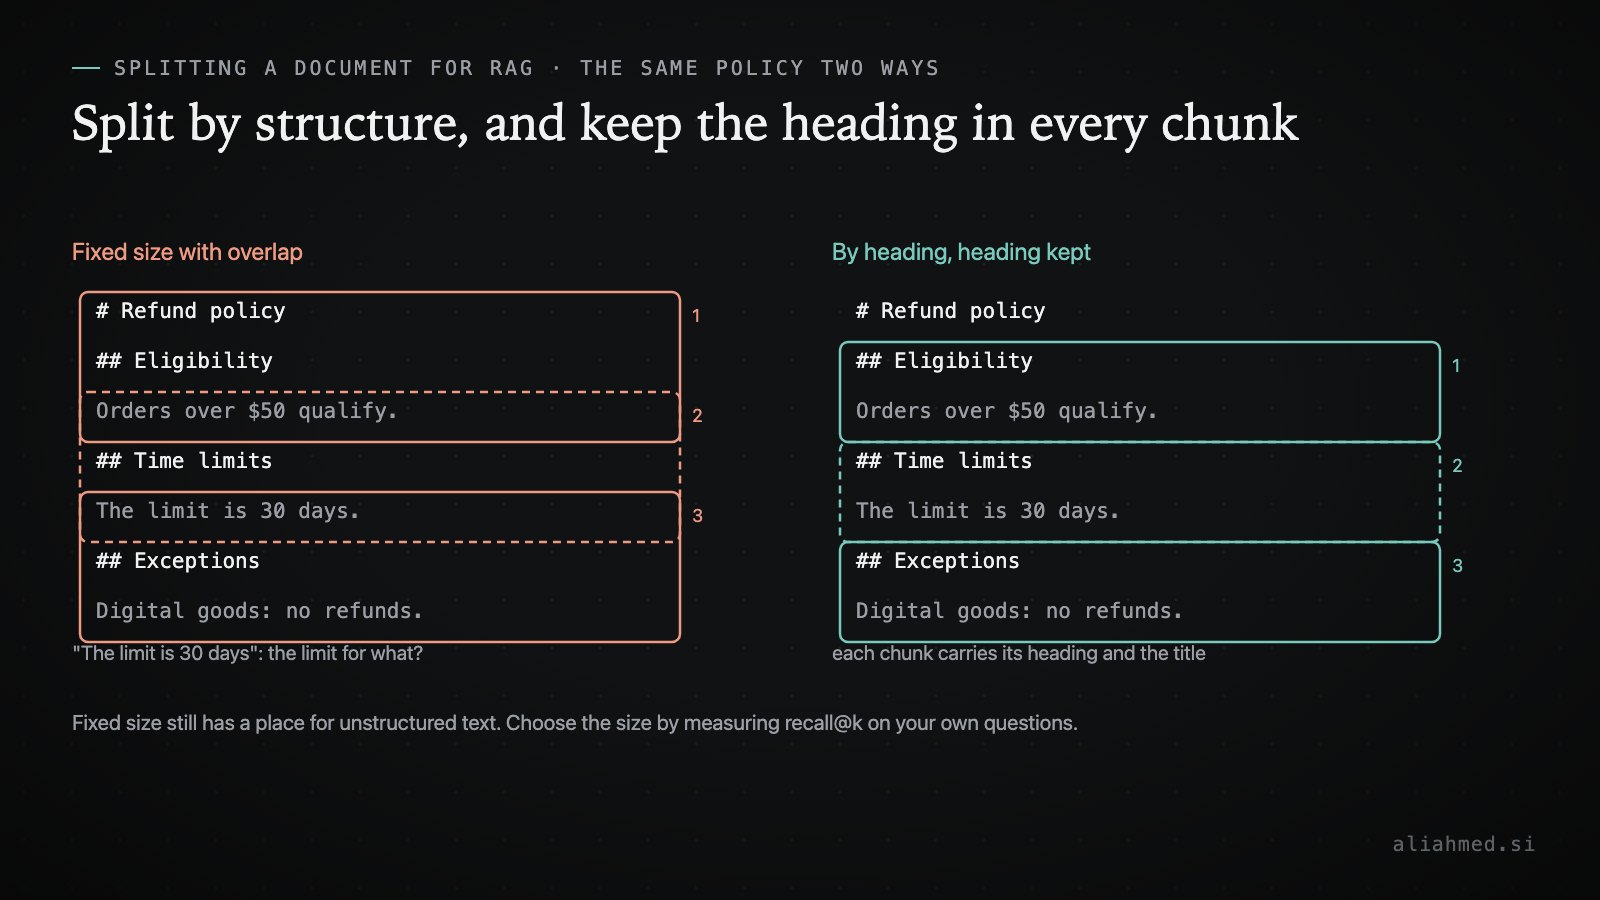 SPLITTING A DOCUMENT FOR RAG · THE SAME POLICY TWO WAYS
Split by structure, and keep the heading in every chunk
Fixed size with overlap
# Refund policy
1
## Eligibility
Orders over $50 qualify.
2
## Time limits
The limit is 30 days.
3
## Exceptions
Digital goods: no refunds.
"The limit is 30 days": the limit for what?
By heading, heading kept
# Refund policy
## Eligibility
1
Orders over $50 qualify.
## Time limits
2
The limit is 30 days.
## Exceptions
3
Digital goods: no refunds.
each chunk carries its heading and the title
Fixed size still has a place for unstructured text. Choose the size by measuring recall@k on your own questions.
aliahmed.si